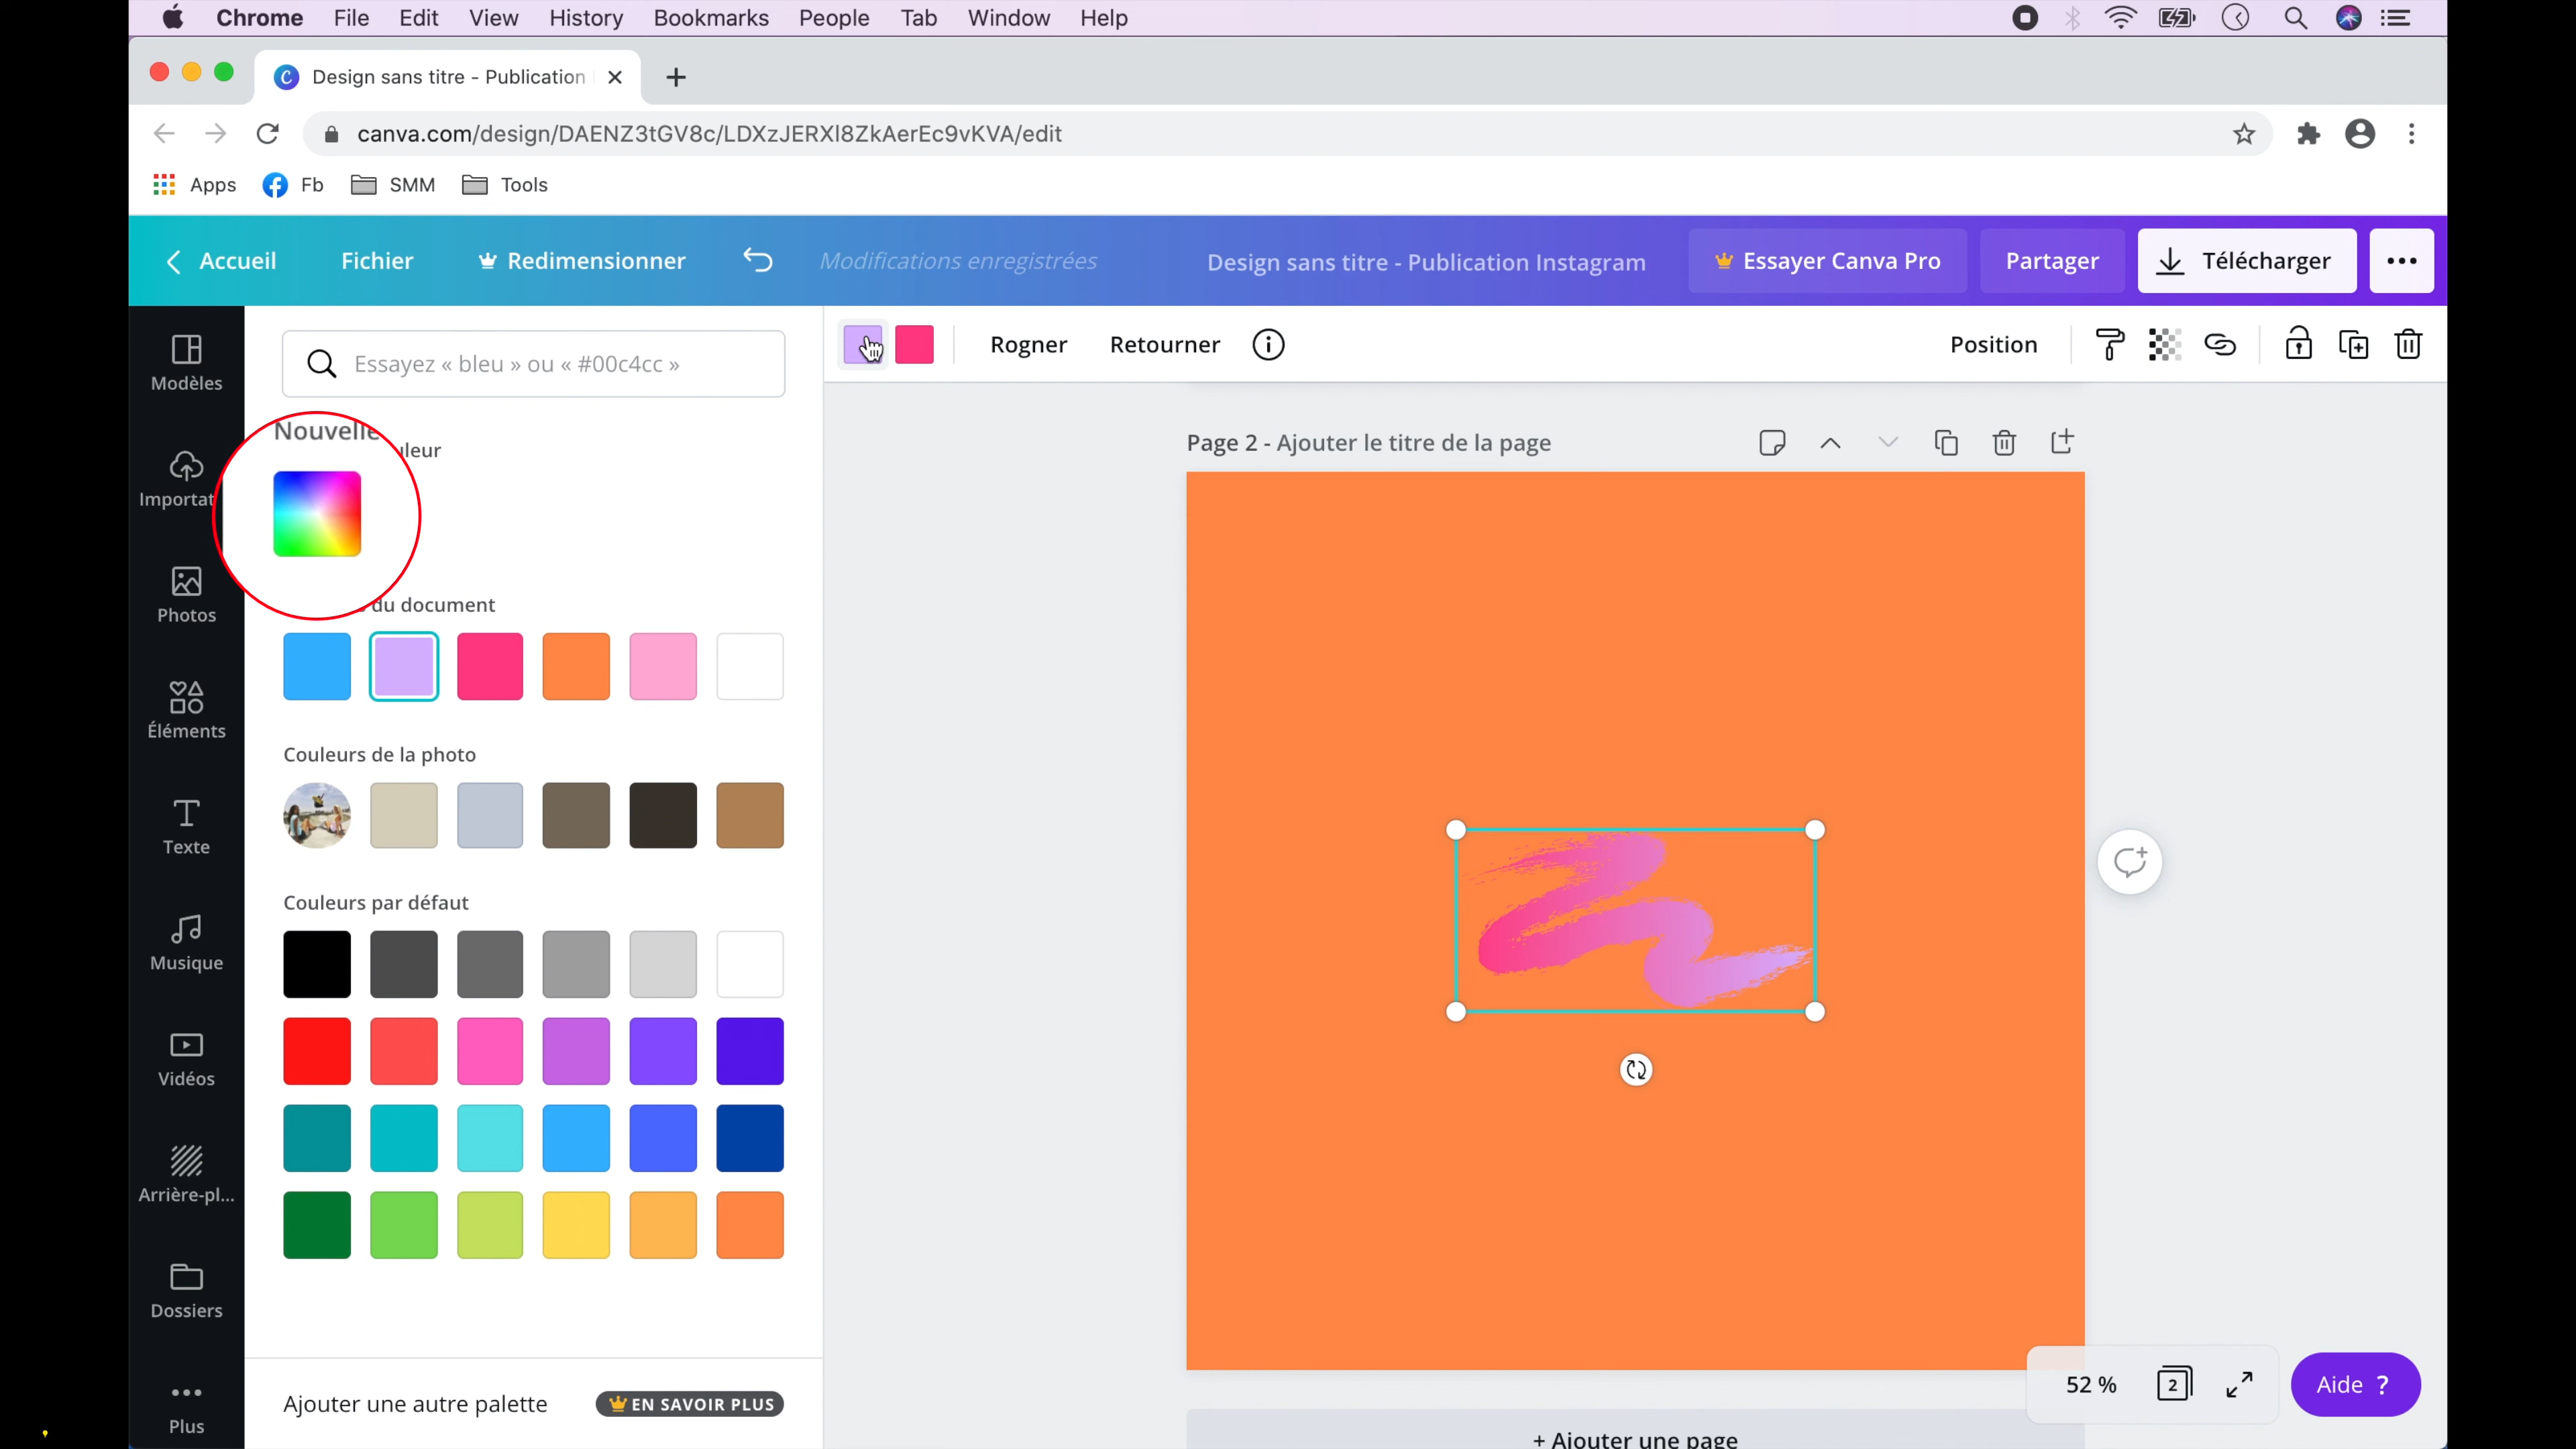 Chrome File Edit View History Bookmarks People Tab Window Help
Design sans titre - Publication
canva.com/design/DAENZ3tGV8c/LDXzJERXl8ZkAerEc9vKVA/edit
Apps Fb SMM Tools
Accueil Fichier Redimensionner Modifications enregistrées Design sans titre - Publication Instagram Essayer Canva Pro Partager Télécharger
Essayez « bleu » ou « #00c4cc »
Rogner Retourner Position
Modèles
Nouvelle
uleur
Page 2 - Ajouter le titre de la page
Importat
Photos
du document
Éléments
Couleurs de la photo
Texte
Couleurs par défaut
Musique
Vidéos
Arrière-pl...
Dossiers
Ajouter une autre palette EN SAVOIR PLUS
52 % 2 Aide ?
Plus
+ Ajouter une page